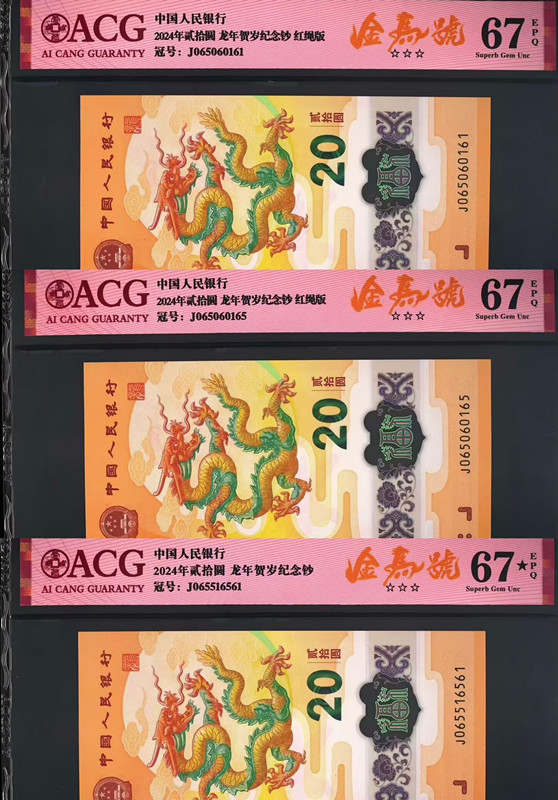 ACG
AI CANG GUARANTY
中国人民银行
2024年贰拾圆 龙年贺岁纪念钞 红绳版
冠号：J065060161
金馬號
☆☆☆
67
EPQ
Superb Gem Unc
中国人民银行
贰拾圆
20
J065060161
ACG
AI CANG GUARANTY
中国人民银行
2024年贰拾圆 龙年贺岁纪念钞 红绳版
冠号：J065060165
金馬號
☆☆☆
67
EPQ
Superb Gem Unc
中国人民银行
贰拾圆
20
J065060165
ACG
AI CANG GUARANTY
中国人民银行
2024年贰拾圆 龙年贺岁纪念钞
冠号：J065516561
金馬號
☆☆☆
67★
EPQ
Superb Gem Unc
中国人民银行
贰拾圆
20
J065516561